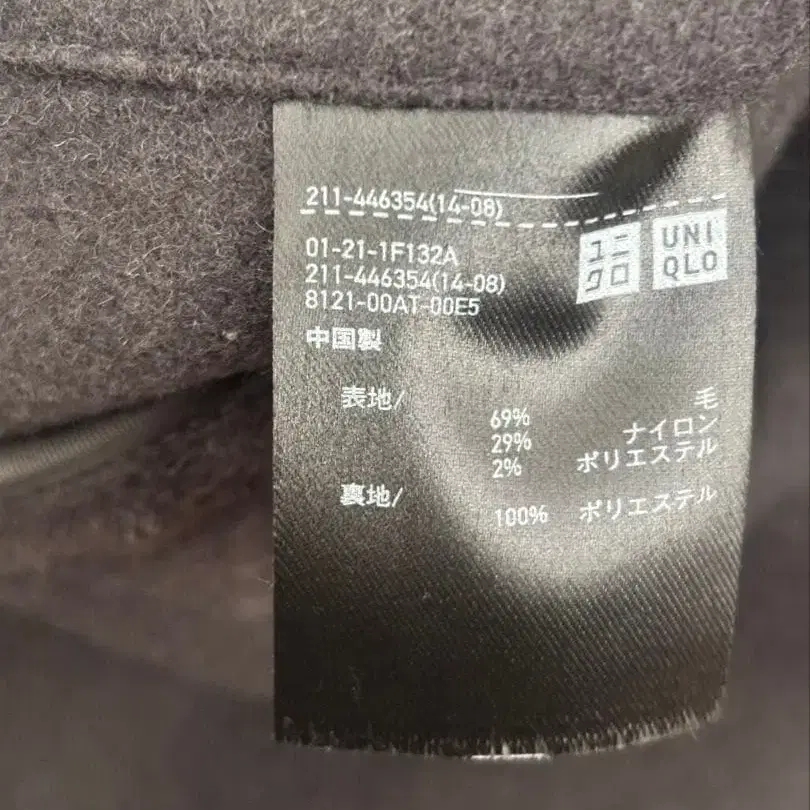 211-446354(14-08)
ユニクロ
UNIQLO
01-21-1F132A
211-446354(14-08)
8121-00AT-00E5
中国製
表地/
69% 毛
29% ナイロン
2% ポリエステル
裏地/
100% ポリエステル